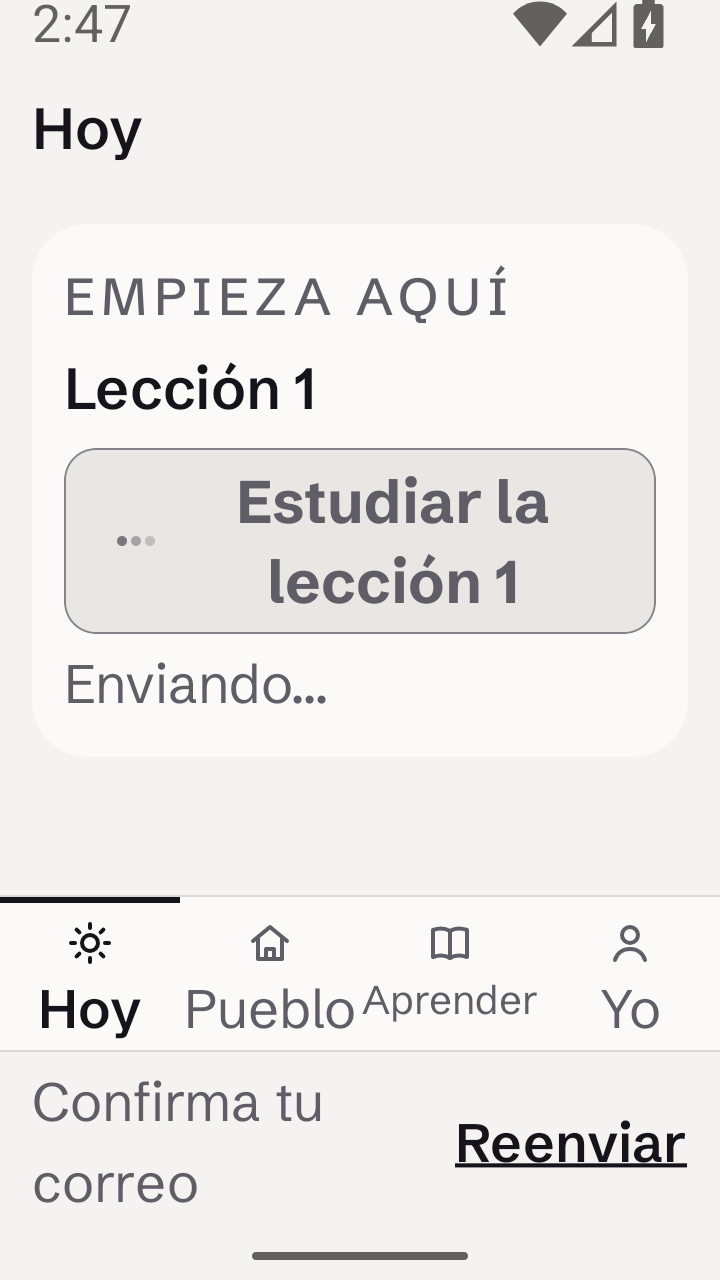 2:47
Hoy
EMPIEZA AQUÍ
Lección 1
Estudiar la
lección 1
Enviando...
Hoy
Pueblo
Aprender
Yo
Confirma tu
correo
Reenviar